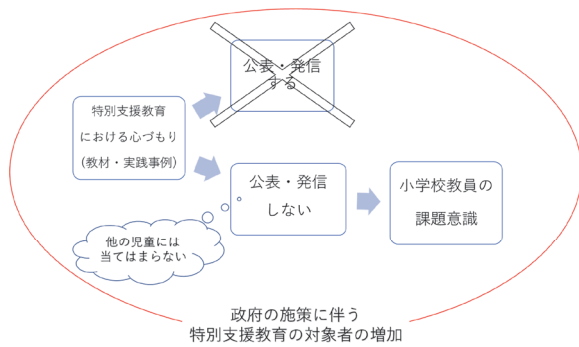 公表・発信
する
特別支援教育
における心づもり
(教材・実践事例)
公表・発信
しない
小学校教員の
課題意識
他の児童には
当てはまらない
政府の施策に伴う
特別支援教育の対象者の増加